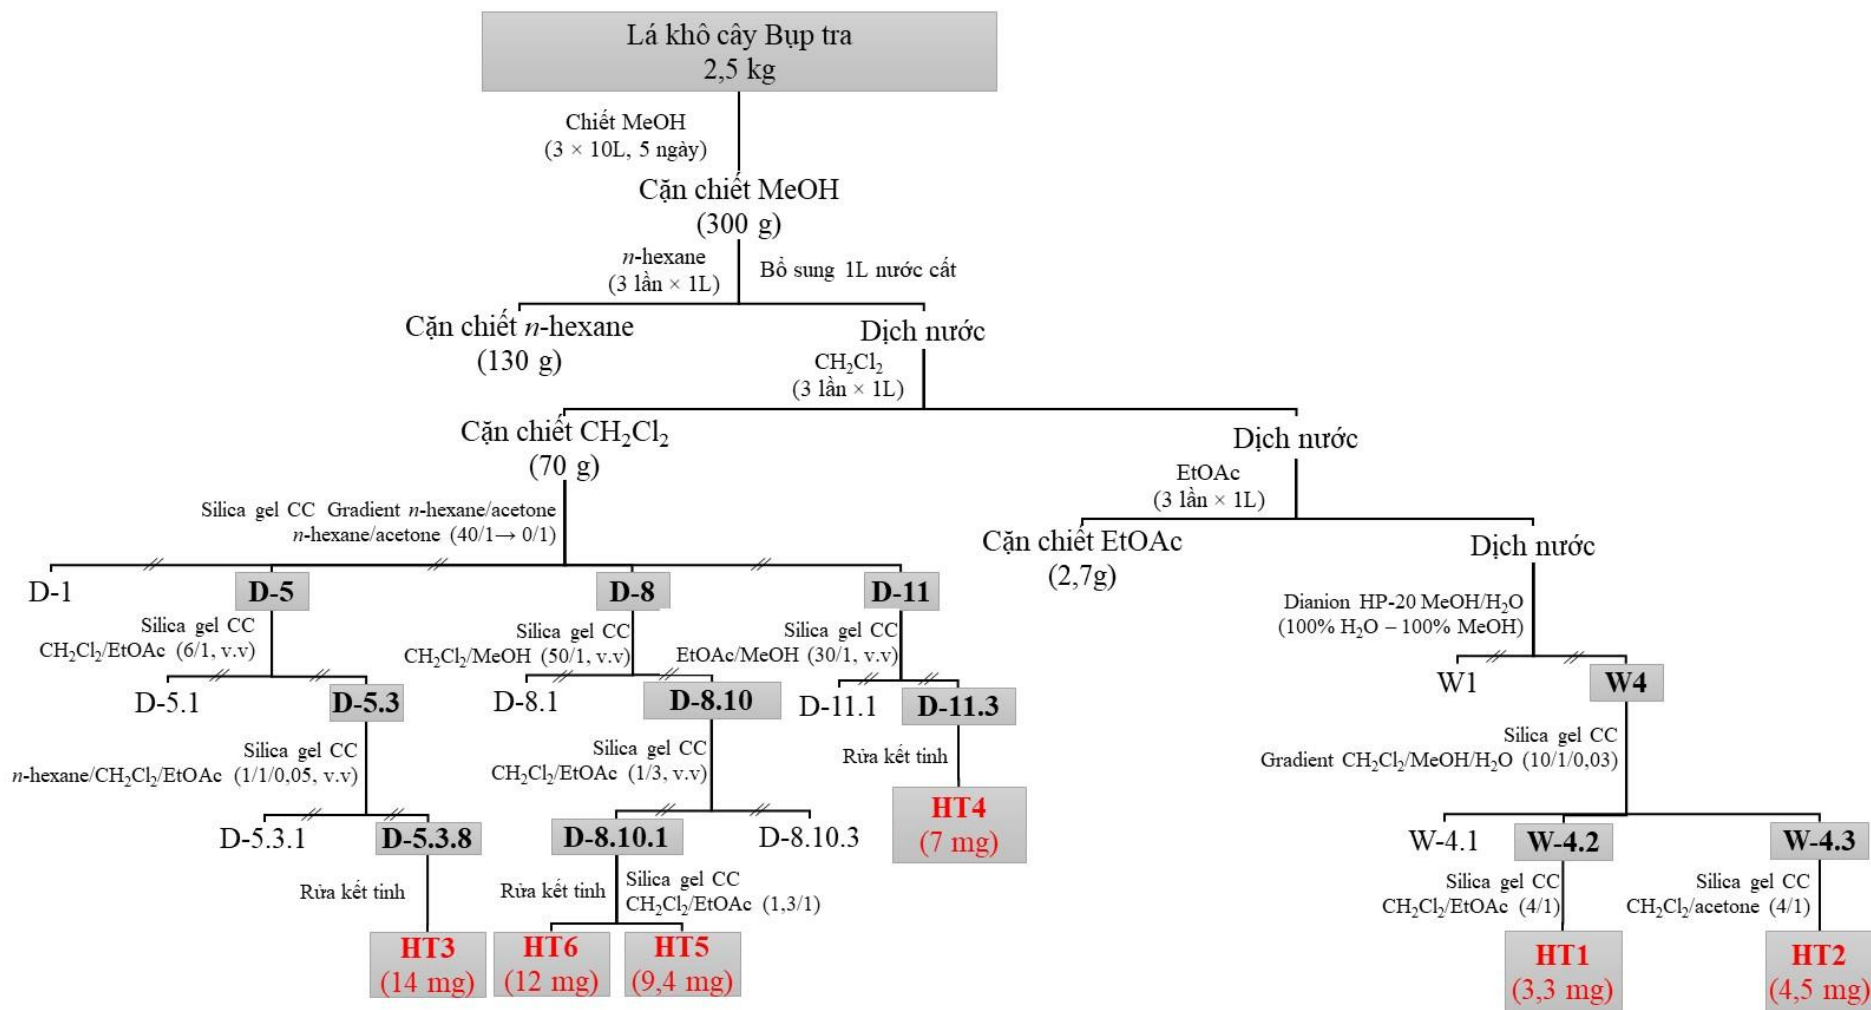 Lá khô cây Bụp tra
2,5 kg
Chiết MeOH
(3 × 10L, 5 ngày)
Cặn chiết MeOH
(300 g)
n-hexane
(3 lần × 1L)
Bổ sung 1L nước cất
Cặn chiết n-hexane
(130 g)
Dịch nước
CH₂Cl₂
(3 lần × 1L)
Cặn chiết CH₂Cl₂
(70 g)
Dịch nước
EtOAc
(3 lần × 1L)
Silica gel CC Gradient n-hexane/acetone
n-hexane/acetone (40/1→ 0/1)
Cặn chiết EtOAc
(2,7g)
Dịch nước
D-1
D-5
D-8
D-11
Dianion HP-20 MeOH/H₂O
(100% H₂O – 100% MeOH)
Silica gel CC
CH₂Cl₂/EtOAc (6/1, v.v)
Silica gel CC
CH₂Cl₂/MeOH (50/1, v.v)
Silica gel CC
EtOAc/MeOH (30/1, v.v)
W1
W4
D-5.1
D-5.3
D-8.1
D-8.10
D-11.1
D-11.3
Silica gel CC
n-hexane/CH₂Cl₂/EtOAc (1/1/0,05, v.v)
Silica gel CC
CH₂Cl₂/EtOAc (1/3, v.v)
Rửa kết tinh
Silica gel CC
Gradient CH₂Cl₂/MeOH/H₂O (10/1/0,03)
HT4
(7 mg)
D-5.3.1
D-5.3.8
D-8.10.1
D-8.10.3
W-4.1
W-4.2
W-4.3
Rửa kết tinh
Rửa kết tinh
Silica gel CC
CH₂Cl₂/EtOAc (1,3/1)
Silica gel CC
CH₂Cl₂/EtOAc (4/1)
Silica gel CC
CH₂Cl₂/acetone (4/1)
HT3
(14 mg)
HT6
(12 mg)
HT5
(9,4 mg)
HT1
(3,3 mg)
HT2
(4,5 mg)